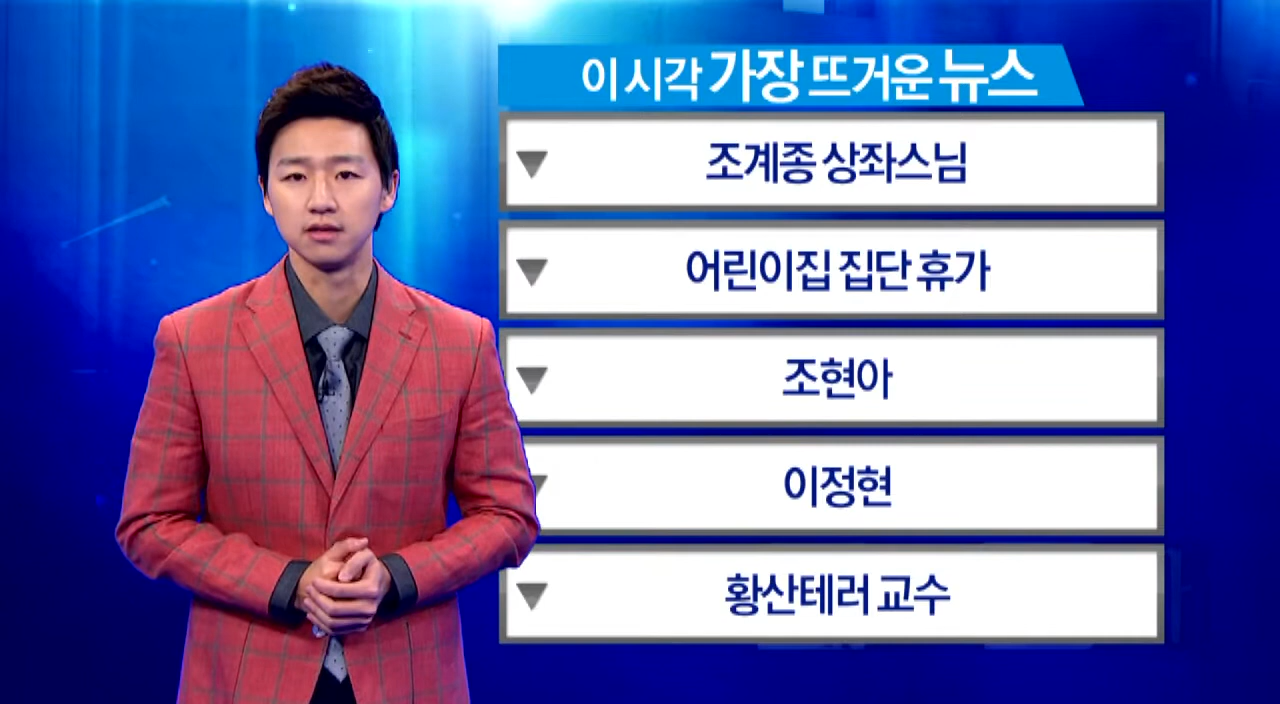 이 시각 가장 뜨거운 뉴스
조계종 상좌스님
어린이집 집단 휴가
조현아
이정현
황산테러 교수